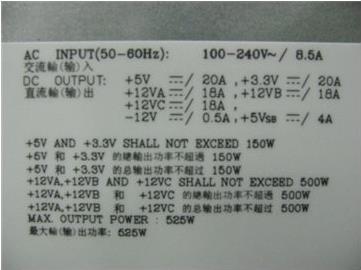 AC INPUT(50-60Hz): 100-240V~/ 8.5A
交流輸(输)入
DC OUTPUT: +5V ⎓/ 20A ,+3.3V ⎓/ 20A
直流輸(输)出 +12VA ⎓/ 18A ,+12VB ⎓/ 18A
+12VC ⎓/ 18A ,
-12V ⎓/ 0.5A ,+5VSB ⎓/ 4A
+5V AND +3.3V SHALL NOT EXCEED 150W
+5V 和 +3.3V 的總輸出功率不超過 150W
+5V 和 +3.3V 的总输出功率不超过 150W
+12VA,+12VB AND +12VC SHALL NOT EXCEED 500W
+12VA,+12VB 和 +12VC 的總輸出功率不超過 500W
+12VA,+12VB 和 +12VC 的总输出功率不超过 500W
MAX. OUTPUT POWER : 525W
最大輸(输)出功率: 525W